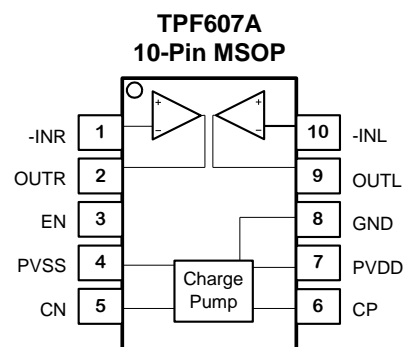 TPF607A
10-Pin MSOP
-INR 1
OUTR 2
EN 3
PVSS 4
CN 5
+
−
+
−
10 -INL
9 OUTL
8 GND
7 PVDD
6 CP
Charge
Pump